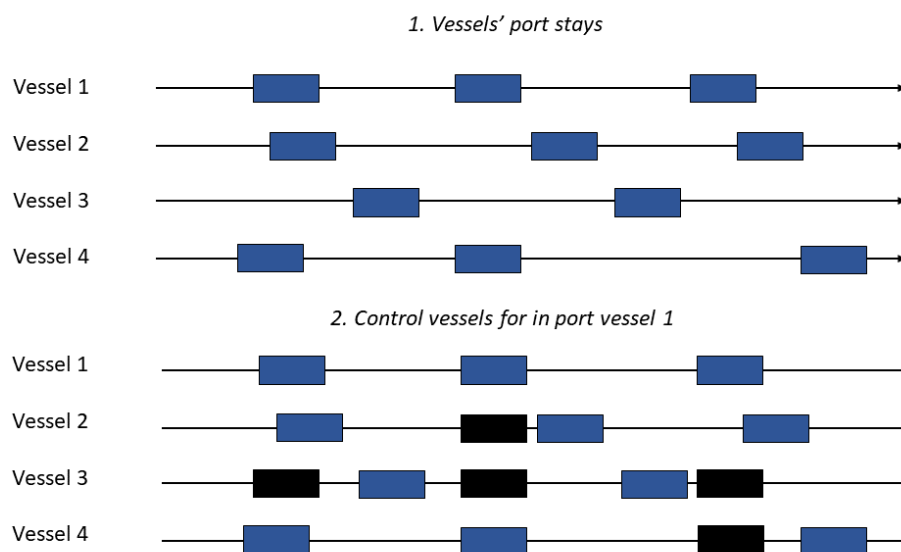 1. Vessels’ port stays
Vessel 1
Vessel 2
Vessel 3
Vessel 4
2. Control vessels for in port vessel 1
Vessel 1
Vessel 2
Vessel 3
Vessel 4